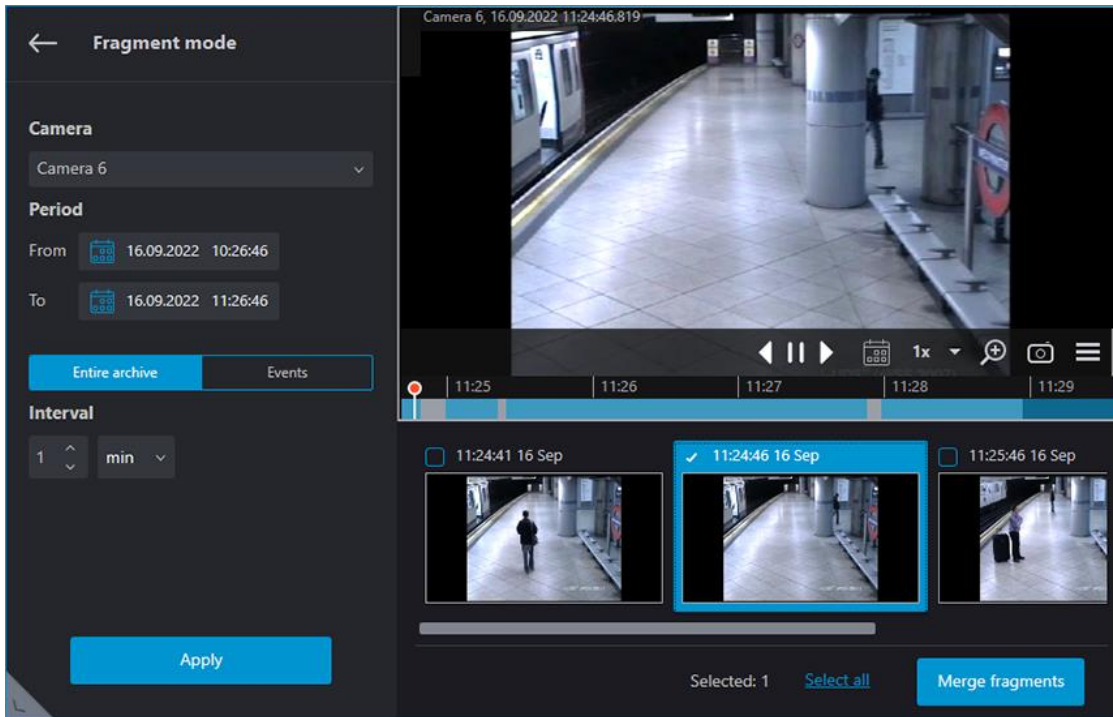 Fragment mode
Camera
Camera 6
Period
From 16.09.2022 10:26:46
To 16.09.2022 11:26:46
Entire archive Events
Interval
1 min
Apply
Camera 6, 16.09.2022 11:24:46.819
1x
11:25 11:26 11:27 11:28 11:29
11:24:41 16 Sep 11:24:46 16 Sep 11:25:46 16 Sep
Selected: 1 Select all Merge fragments